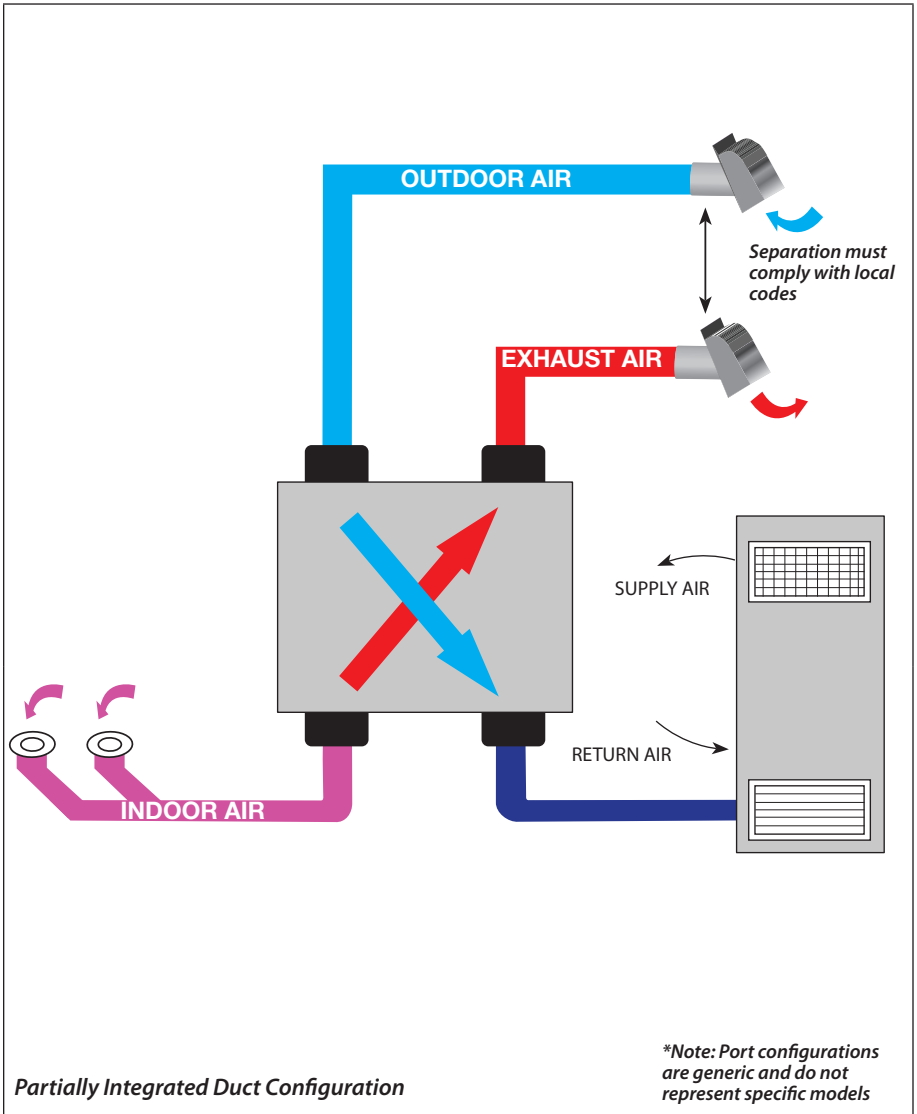 OUTDOOR AIR
Separation must
comply with local
codes
EXHAUST AIR
SUPPLY AIR
RETURN AIR
INDOOR AIR
Partially Integrated Duct Configuration
*Note: Port configurations
are generic and do not
represent specific models